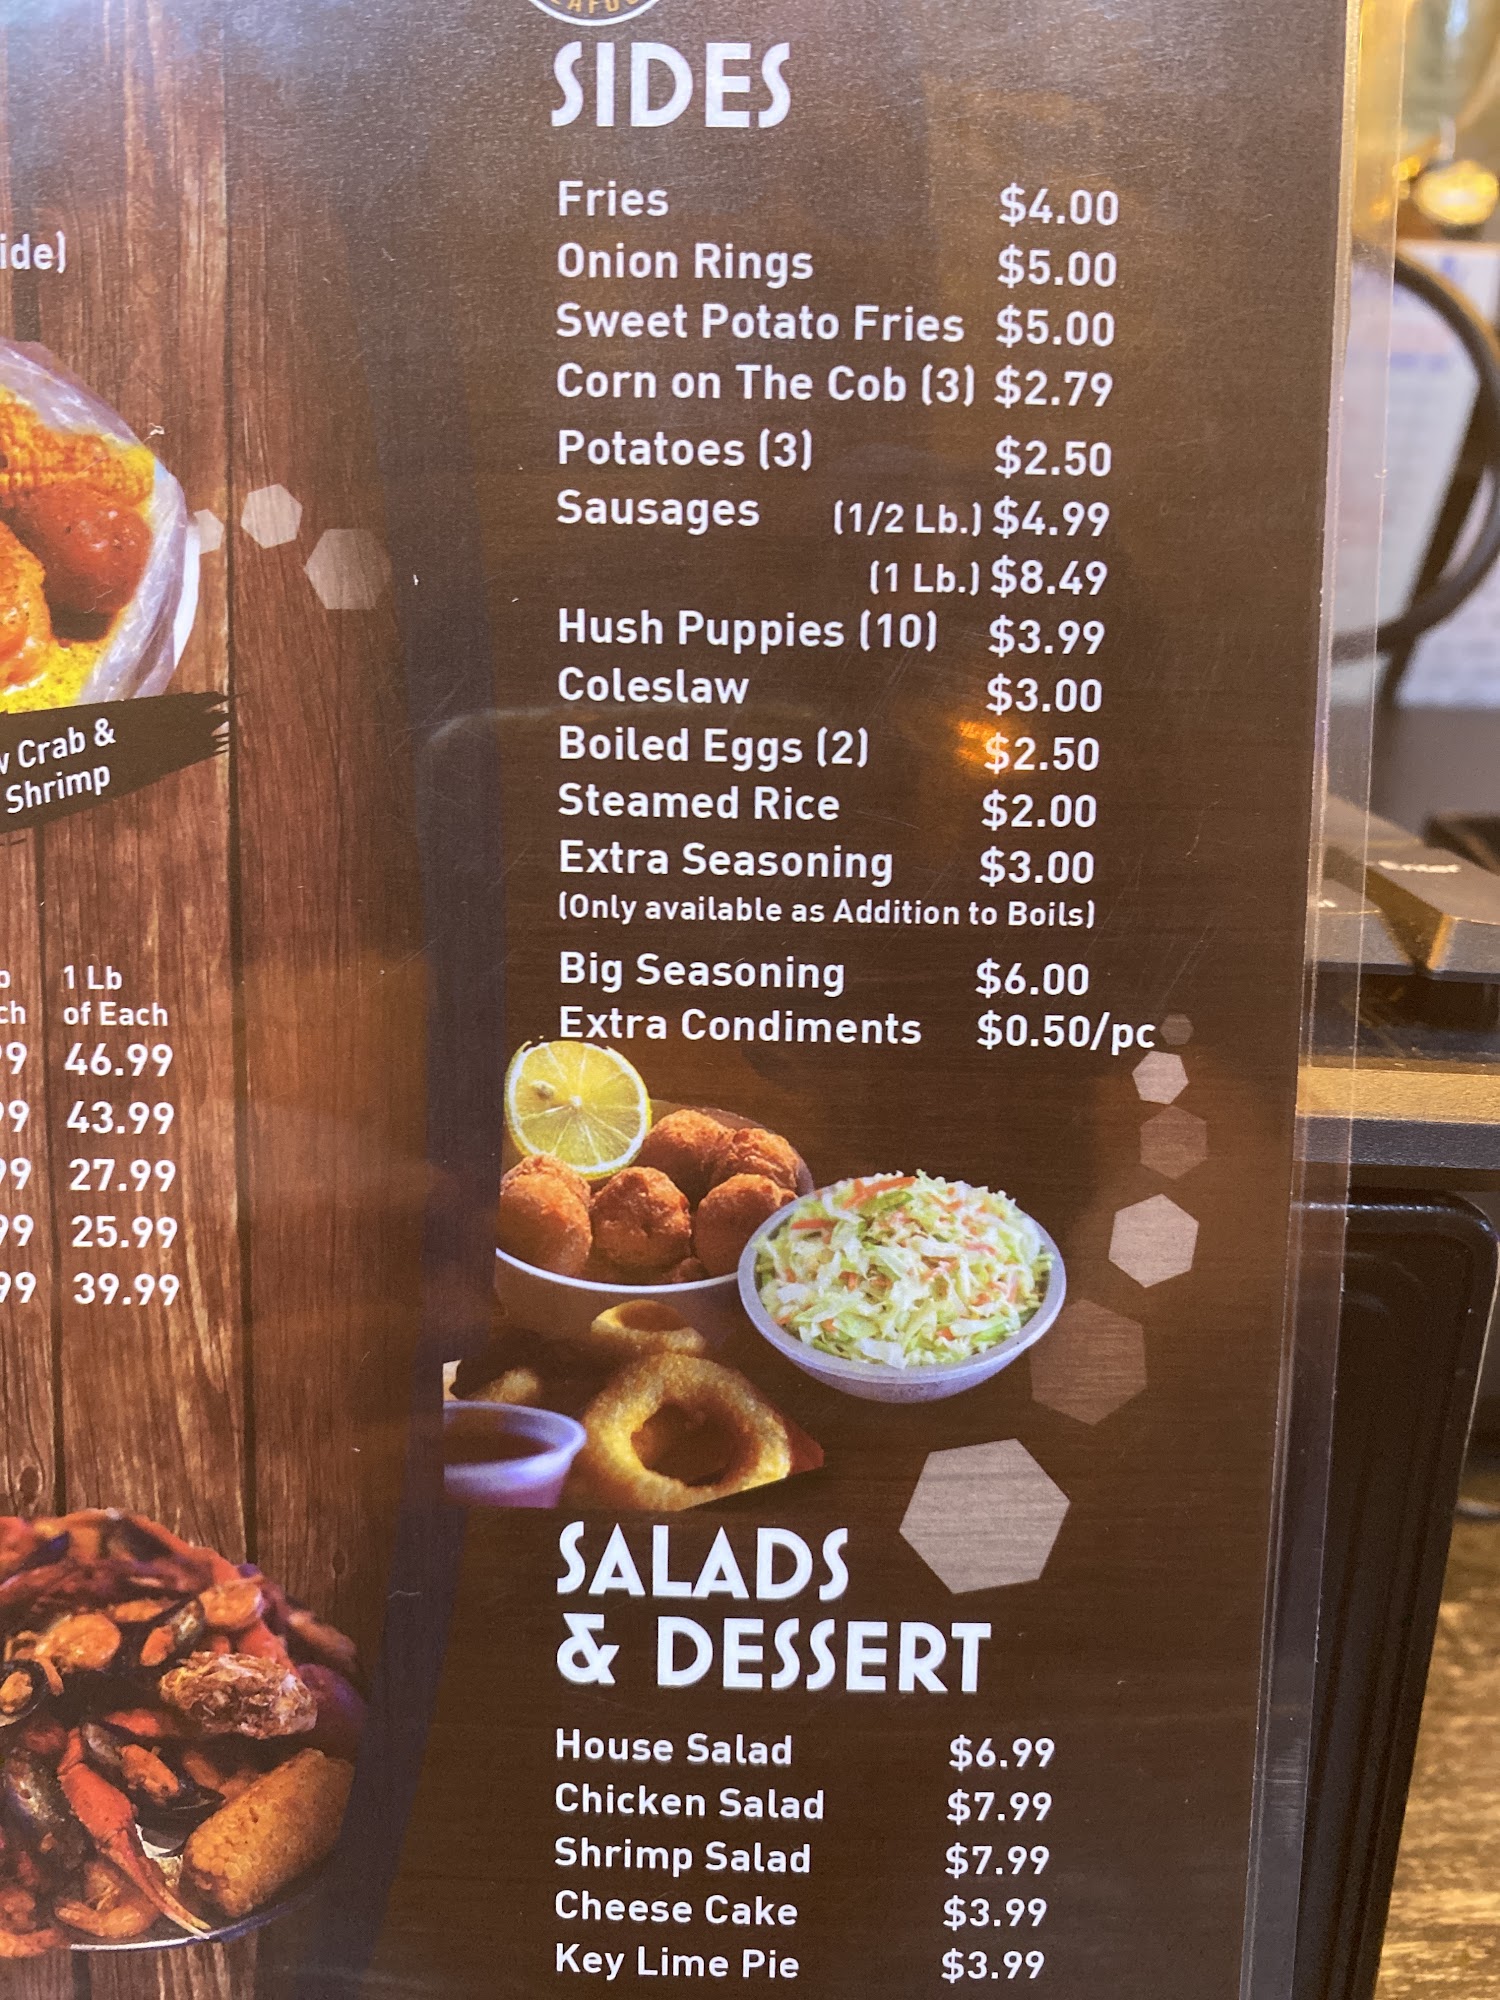 SIDES
Fries $4.00
Onion Rings $5.00
Sweet Potato Fries $5.00
Corn on The Cob (3) $2.79
Potatoes (3) $2.50
Sausages (1/2 Lb.) $4.99
(1 Lb.) $8.49
Hush Puppies (10) $3.99
Coleslaw $3.00
Boiled Eggs (2) $2.50
Steamed Rice $2.00
Extra Seasoning $3.00
(Only available as Addition to Boils)
Big Seasoning $6.00
Extra Condiments $0.50/pc
SALADS
& DESSERT
House Salad $6.99
Chicken Salad $7.99
Shrimp Salad $7.99
Cheese Cake $3.99
Key Lime Pie $3.99
ide)
Crab &
Shrimp
1 Lb
of Each
46.99
43.99
27.99
25.99
39.99